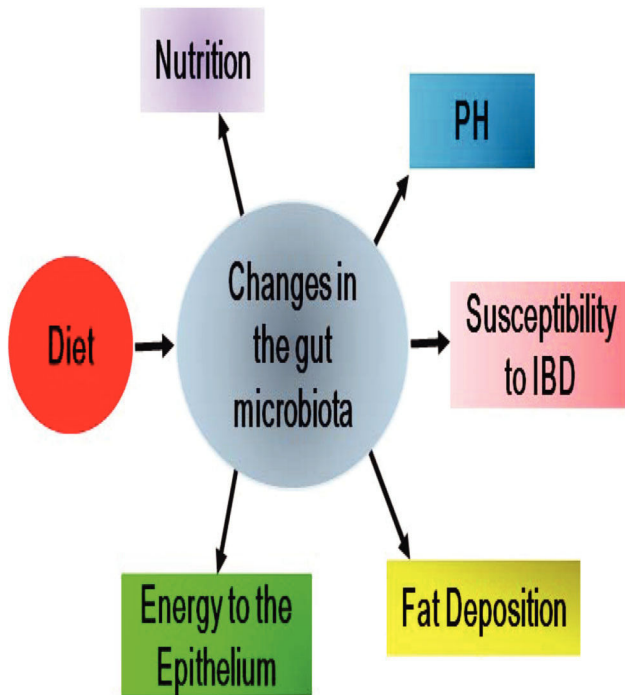 Nutrition
PH
Diet
Changes in
the gut
microbiota
Susceptibility
to IBD
Energy to the
Epithelium
Fat Deposition